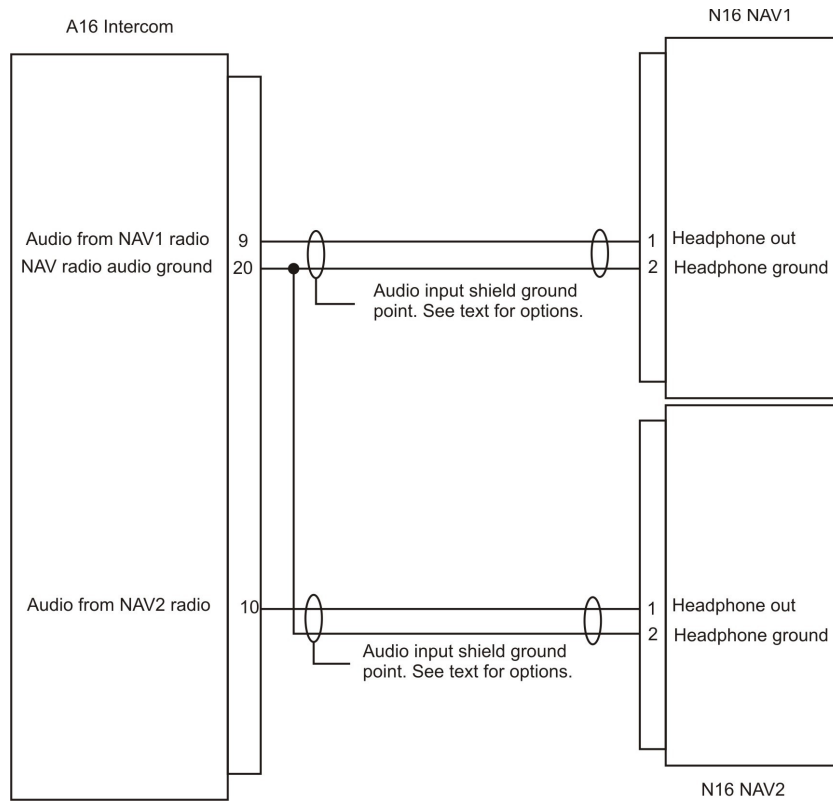 A16 Intercom
N16 NAV1
Audio from NAV1 radio
9
1
Headphone out
NAV radio audio ground
20
2
Headphone ground
Audio input shield ground
point. See text for options.
Audio from NAV2 radio
10
1
Headphone out
2
Headphone ground
Audio input shield ground
point. See text for options.
N16 NAV2